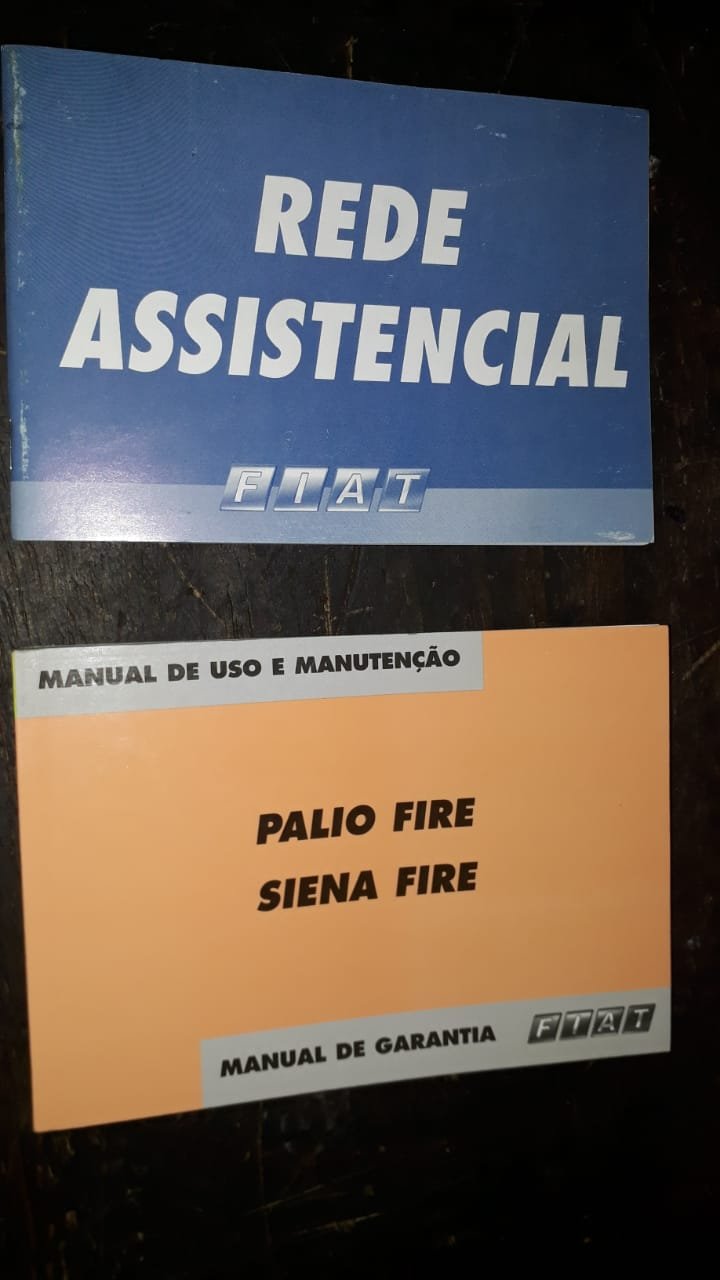 REDE
ASSISTENCIAL
FIAT
MANUAL DE USO E MANUTENÇÃO
PALIO FIRE
SIENA FIRE
MANUAL DE GARANTIA
FIAT